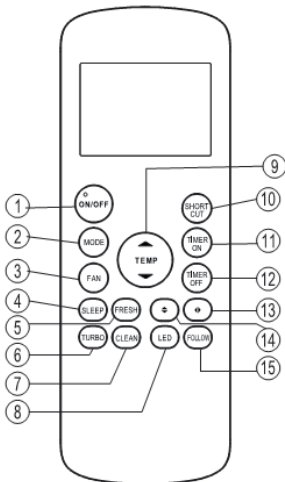 9
ON/OFF
SHORT
CUT
10
1
MODE
TEMP
TIMER
ON
11
2
FAN
TIMER
OFF
12
3
4
SLEEP
FRESH
13
5
14
6
TURBO
CLEAN
LED
FOLLOW
15
7
8